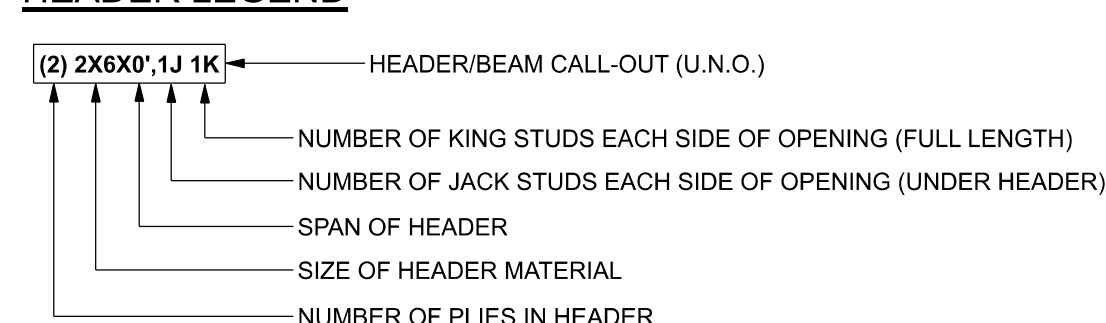 HEADER LEGEND
(2) 2X6X0',1J 1K
HEADER/BEAM CALL-OUT (U.N.O.)
NUMBER OF KING STUDS EACH SIDE OF OPENING (FULL LENGTH)
NUMBER OF JACK STUDS EACH SIDE OF OPENING (UNDER HEADER)
SPAN OF HEADER
SIZE OF HEADER MATERIAL
NUMBER OF PLIES IN HEADER